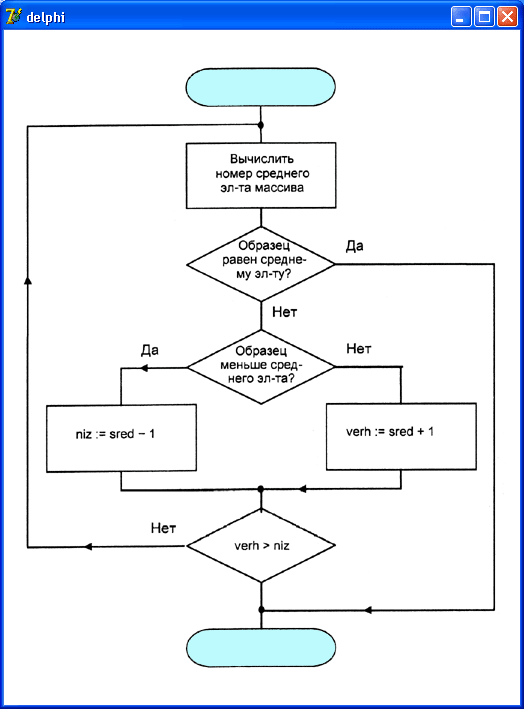 delphi
Вычислить
номер среднего
эл-та массива
Образец
равен средне-
му эл-ту?
Да
Нет
Образец
меньше сред-
него эл-та?
Да
Нет
niz := sred – 1
verh := sred + 1
Нет
verh > niz